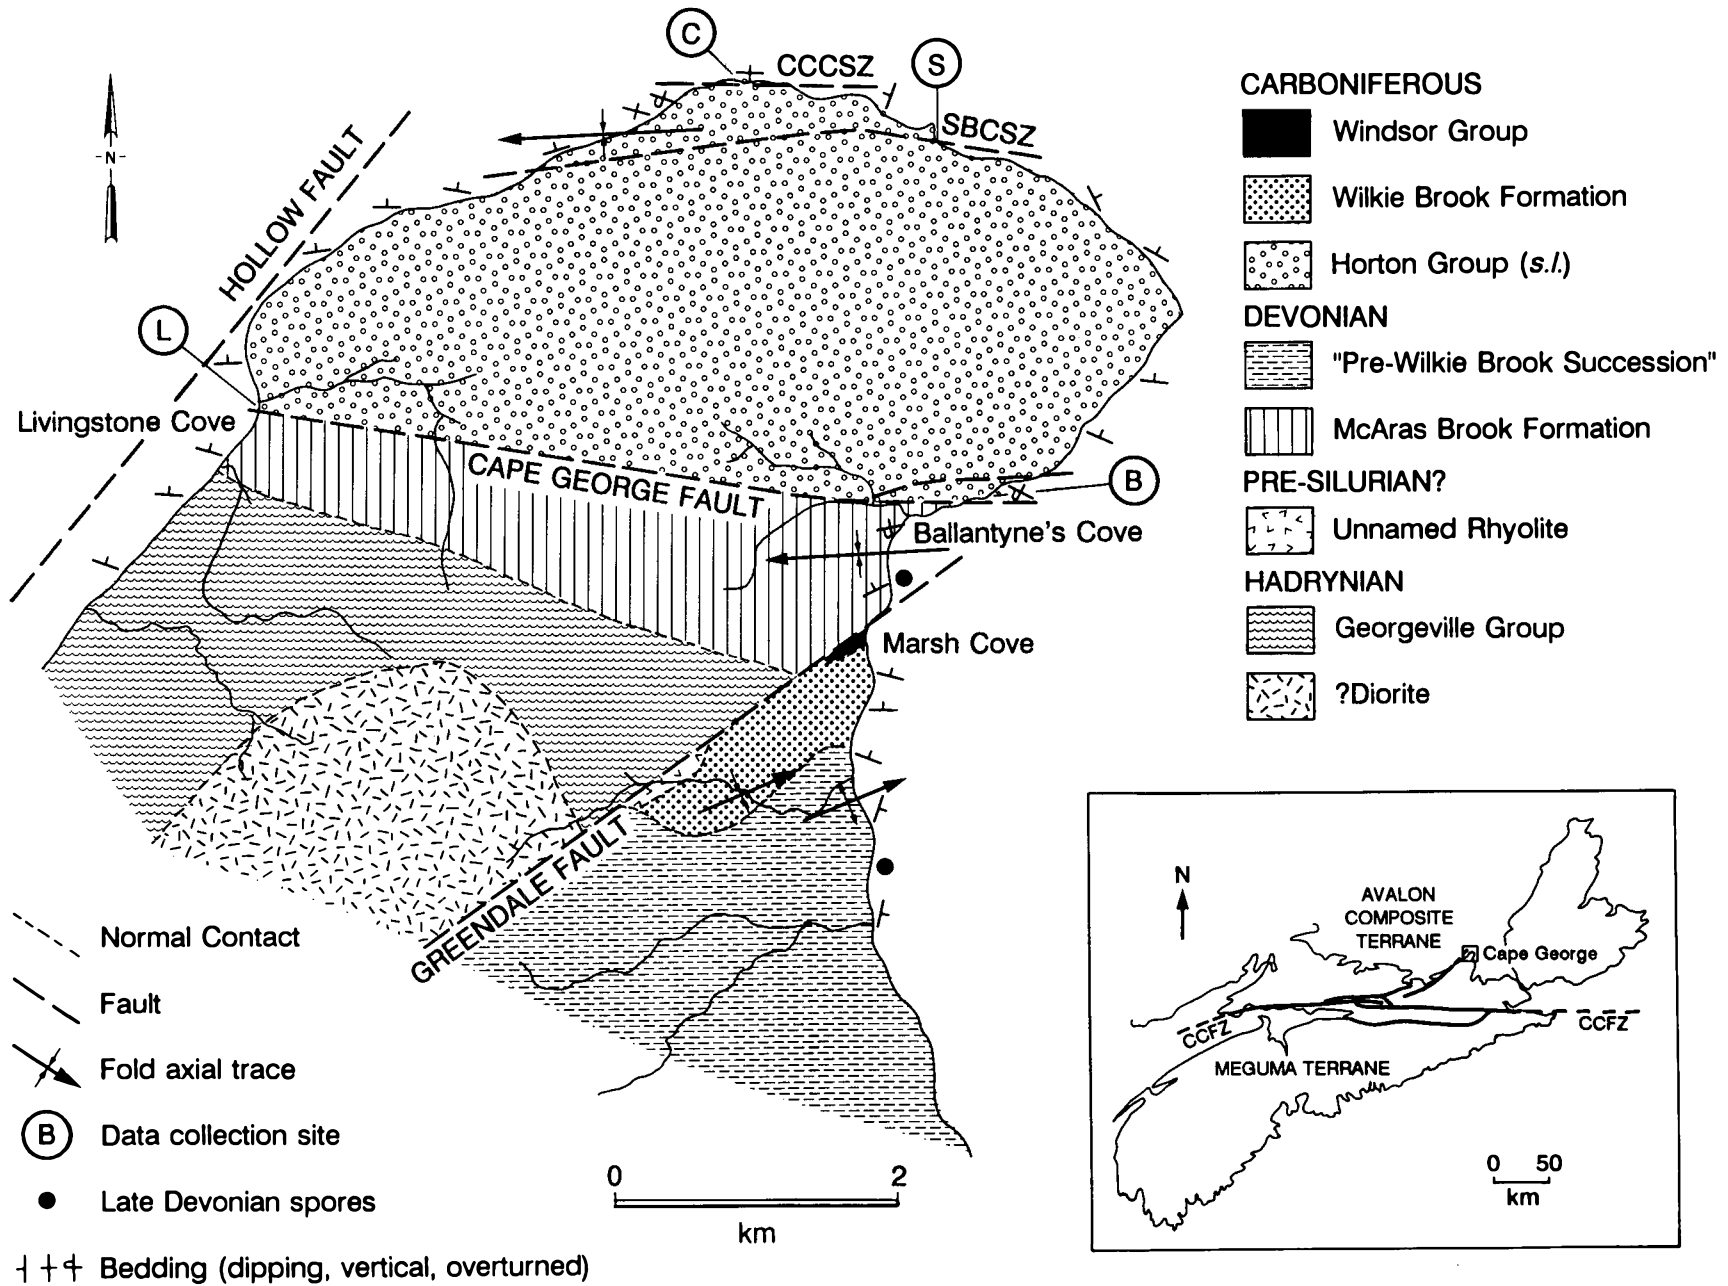 C
CCCSZ
S
SBCSZ
-N-
HOLLOW FAULT
L
Livingstone Cove
CAPE GEORGE FAULT
B
Ballantyne's Cove
Marsh Cove
GREENDALE FAULT
CARBONIFEROUS
Windsor Group
Wilkie Brook Formation
Horton Group (s.l.)
DEVONIAN
"Pre-Wilkie Brook Succession"
McAras Brook Formation
PRE-SILURIAN?
Unnamed Rhyolite
HADRYNIAN
Georgeville Group
?Diorite
Normal Contact
Fault
Fold axial trace
B Data collection site
Late Devonian spores
Bedding (dipping, vertical, overturned)
0 2
km
N
AVALON
COMPOSITE
TERRANE
Cape George
CCFZ
CCFZ
MEGUMA TERRANE
0 50
km